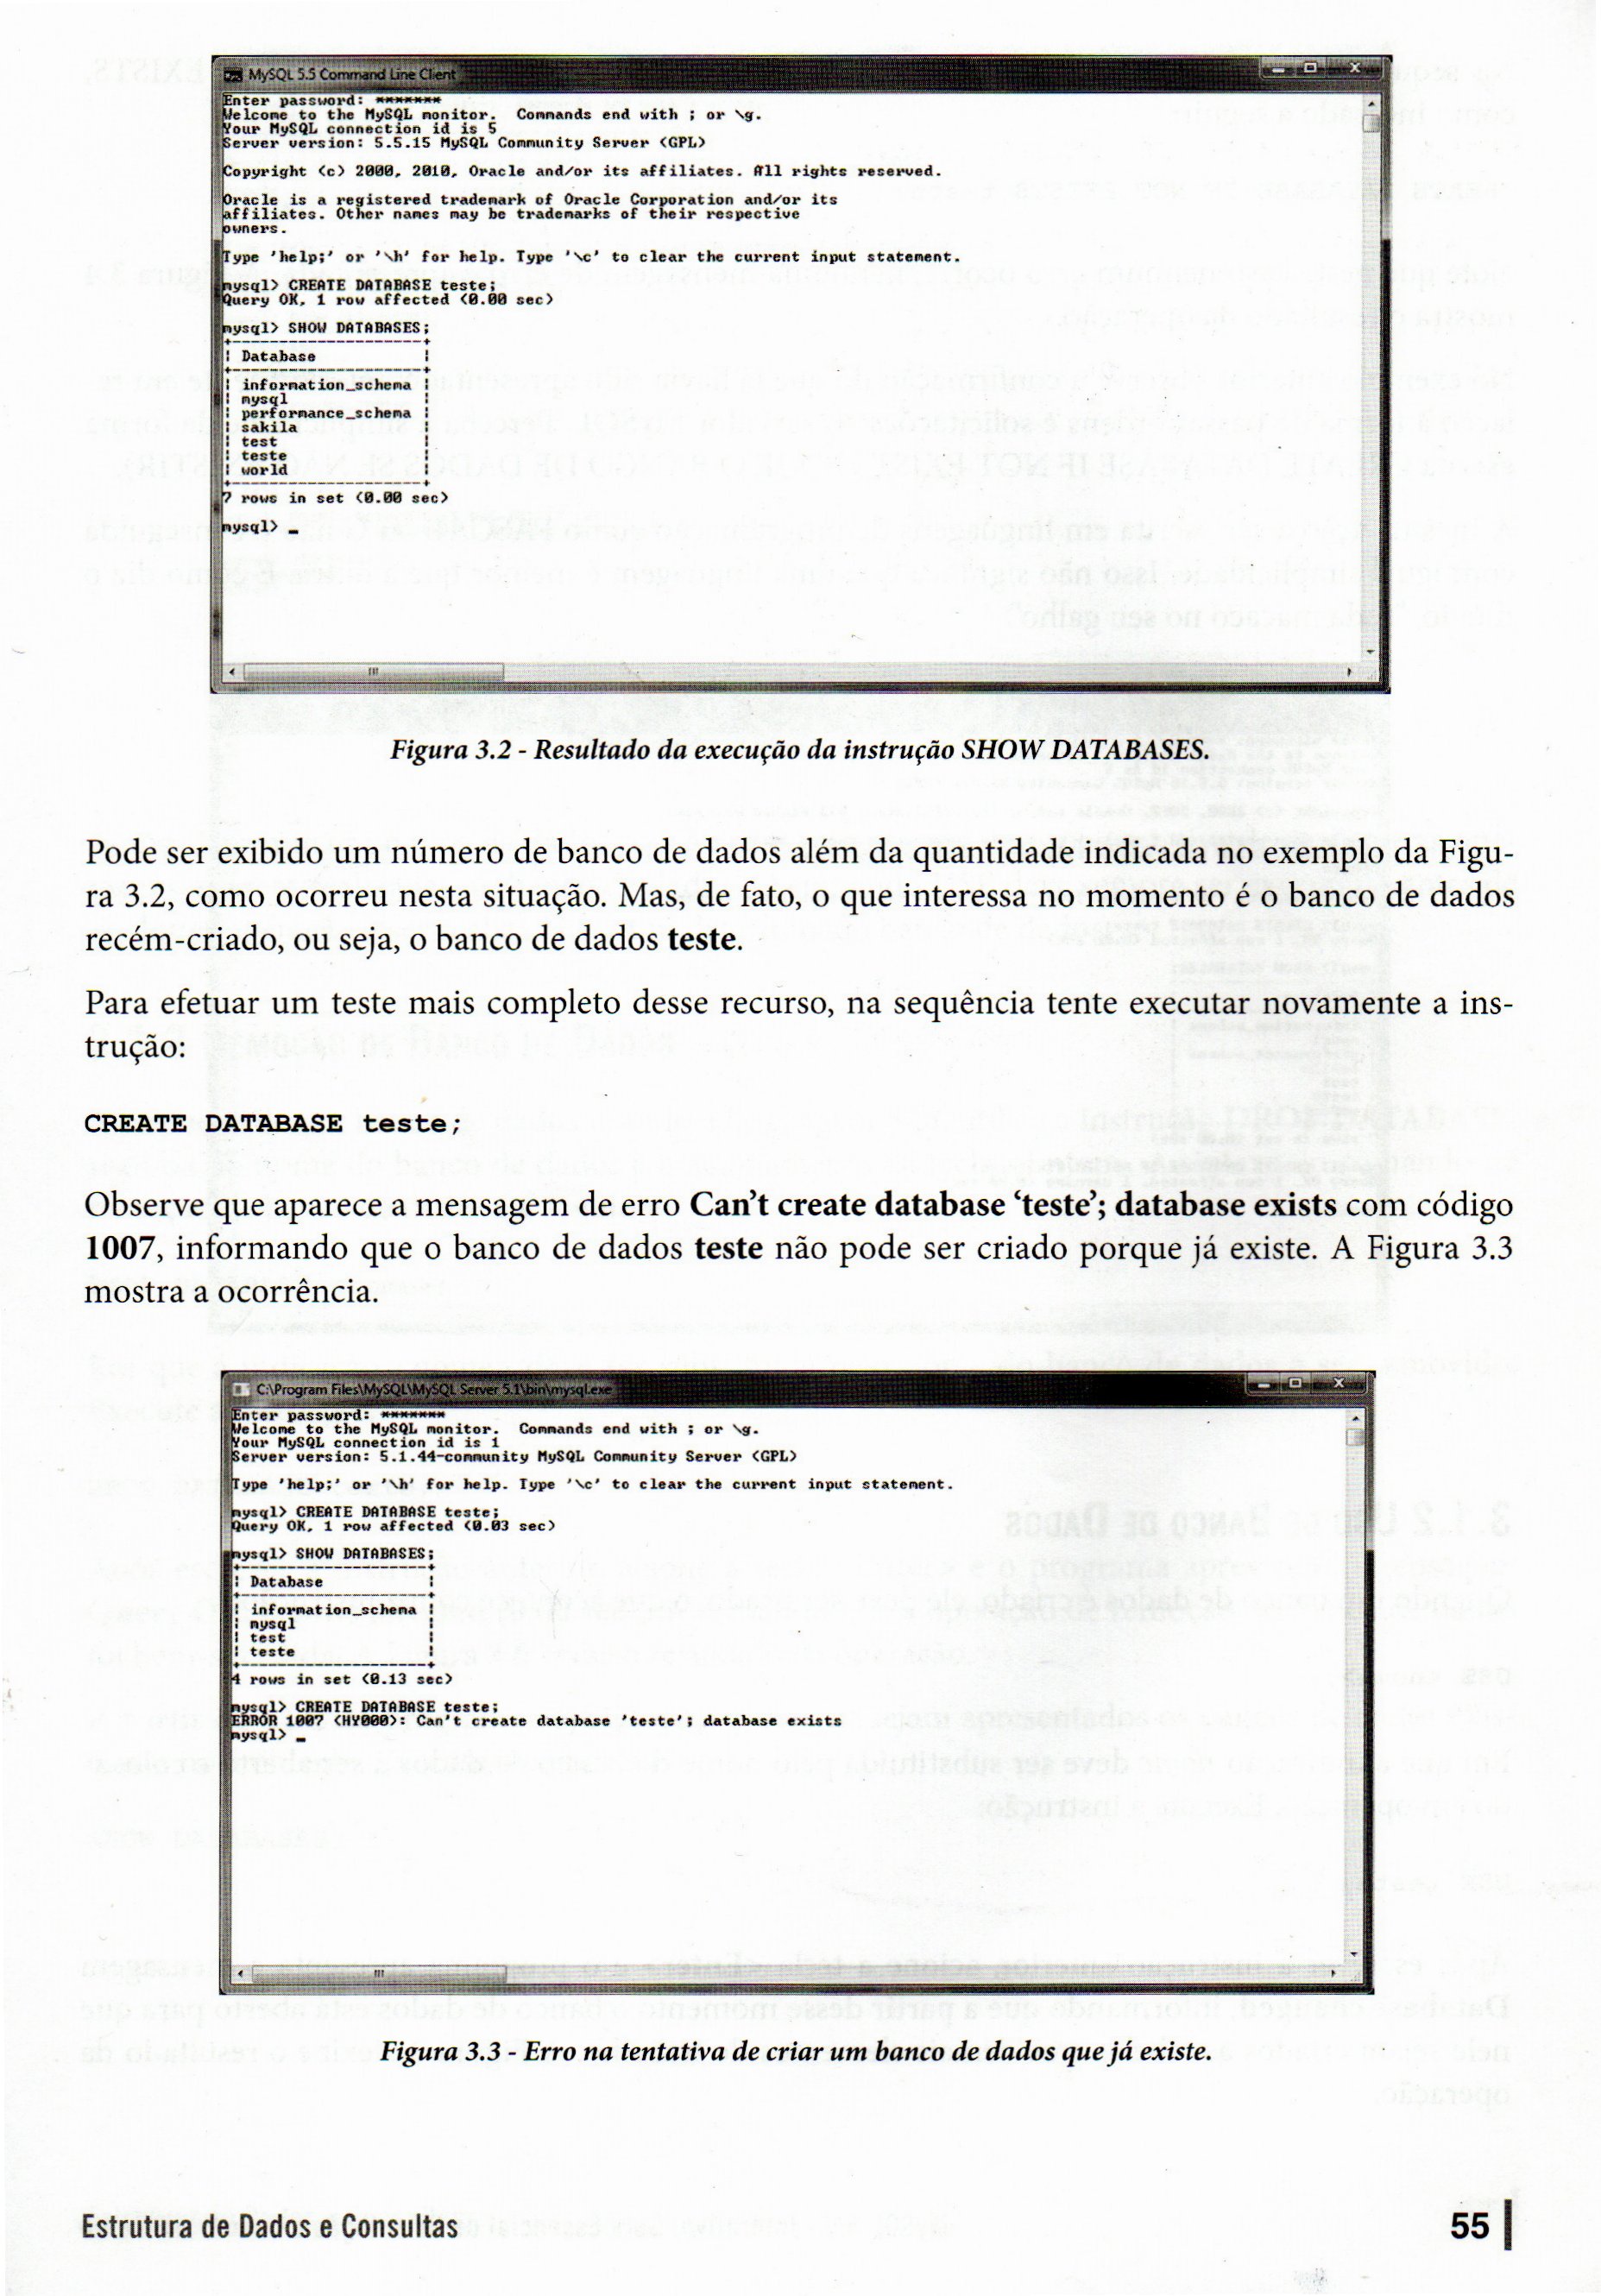 MySQL 5.5 Command Line Client
Enter password: *******
Welcome to the MySQL monitor.  Commands end with ; or \g.
Your MySQL connection id is 5
Server version: 5.5.15 MySQL Community Server (GPL)
Copyright (c) 2000, 2010, Oracle and/or its affiliates. All rights reserved.
Oracle is a registered trademark of Oracle Corporation and/or its
affiliates. Other names may be trademarks of their respective
owners.
Type 'help;' or '\h' for help. Type '\c' to clear the current input statement.
mysql> CREATE DATABASE teste;
Query OK, 1 row affected (0.00 sec)
mysql> SHOW DATABASES;
+--------------------+
| Database           |
+--------------------+
| information_schema |
| mysql              |
| performance_schema |
| sakila             |
| test               |
| teste              |
| world              |
+--------------------+
7 rows in set (0.00 sec)
mysql> _
Figura 3.2 - Resultado da execução da instrução SHOW DATABASES.
Pode ser exibido um número de banco de dados além da quantidade indicada no exemplo da Figu-
ra 3.2, como ocorreu nesta situação. Mas, de fato, o que interessa no momento é o banco de dados
recém-criado, ou seja, o banco de dados teste.
Para efetuar um teste mais completo desse recurso, na sequência tente executar novamente a ins-
trução:
CREATE DATABASE teste;
Observe que aparece a mensagem de erro Can't create database 'teste'; database exists com código
1007, informando que o banco de dados teste não pode ser criado porque já existe. A Figura 3.3
mostra a ocorrência.
C:\Program Files\MySQL\MySQL Server 5.1\bin\mysql.exe
Enter password: *******
Welcome to the MySQL monitor.  Commands end with ; or \g.
Your MySQL connection id is 1
Server version: 5.1.44-community MySQL Community Server (GPL)
Type 'help;' or '\h' for help. Type '\c' to clear the current input statement.
mysql> CREATE DATABASE teste;
Query OK, 1 row affected (0.03 sec)
mysql> SHOW DATABASES;
+--------------------+
| Database           |
+--------------------+
| information_schema |
| mysql              |
| test               |
| teste              |
+--------------------+
4 rows in set (0.13 sec)
mysql> CREATE DATABASE teste;
ERROR 1007 (HY000): Can't create database 'teste'; database exists
mysql> _
Figura 3.3 - Erro na tentativa de criar um banco de dados que já existe.
Estrutura de Dados e Consultas
55